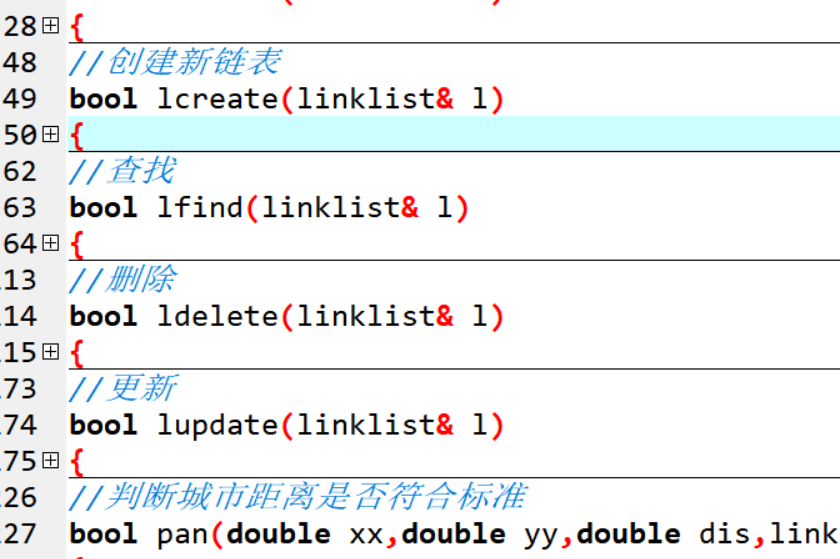 28 {
48 //创建新链表
49 bool lcreate(linklist& l)
50 {
62 //查找
63 bool lfind(linklist& l)
64 {
13 //删除
14 bool ldelete(linklist& l)
15 {
73 //更新
74 bool lupdate(linklist& l)
75 {
26 //判断城市距离是否符合标准
27 bool pan(double xx,double yy,double dis,link